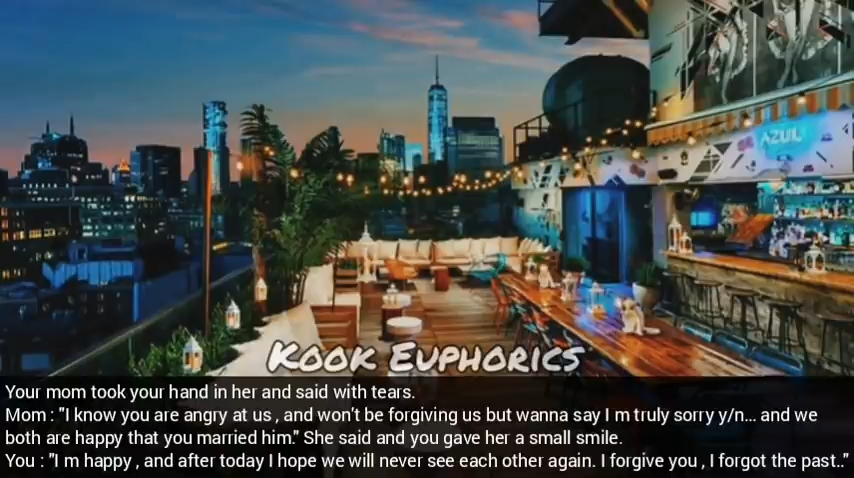 AZUL
Kook Euphorics
Your mom took your hand in her and said with tears.
Mom : "I know you are angry at us , and won't be forgiving us but wanna say I m truly sorry y/n... and we
both are happy that you married him." She said and you gave her a small smile.
You : "I m happy , and after today I hope we will never see each other again. I forgive you , I forgot the past.."